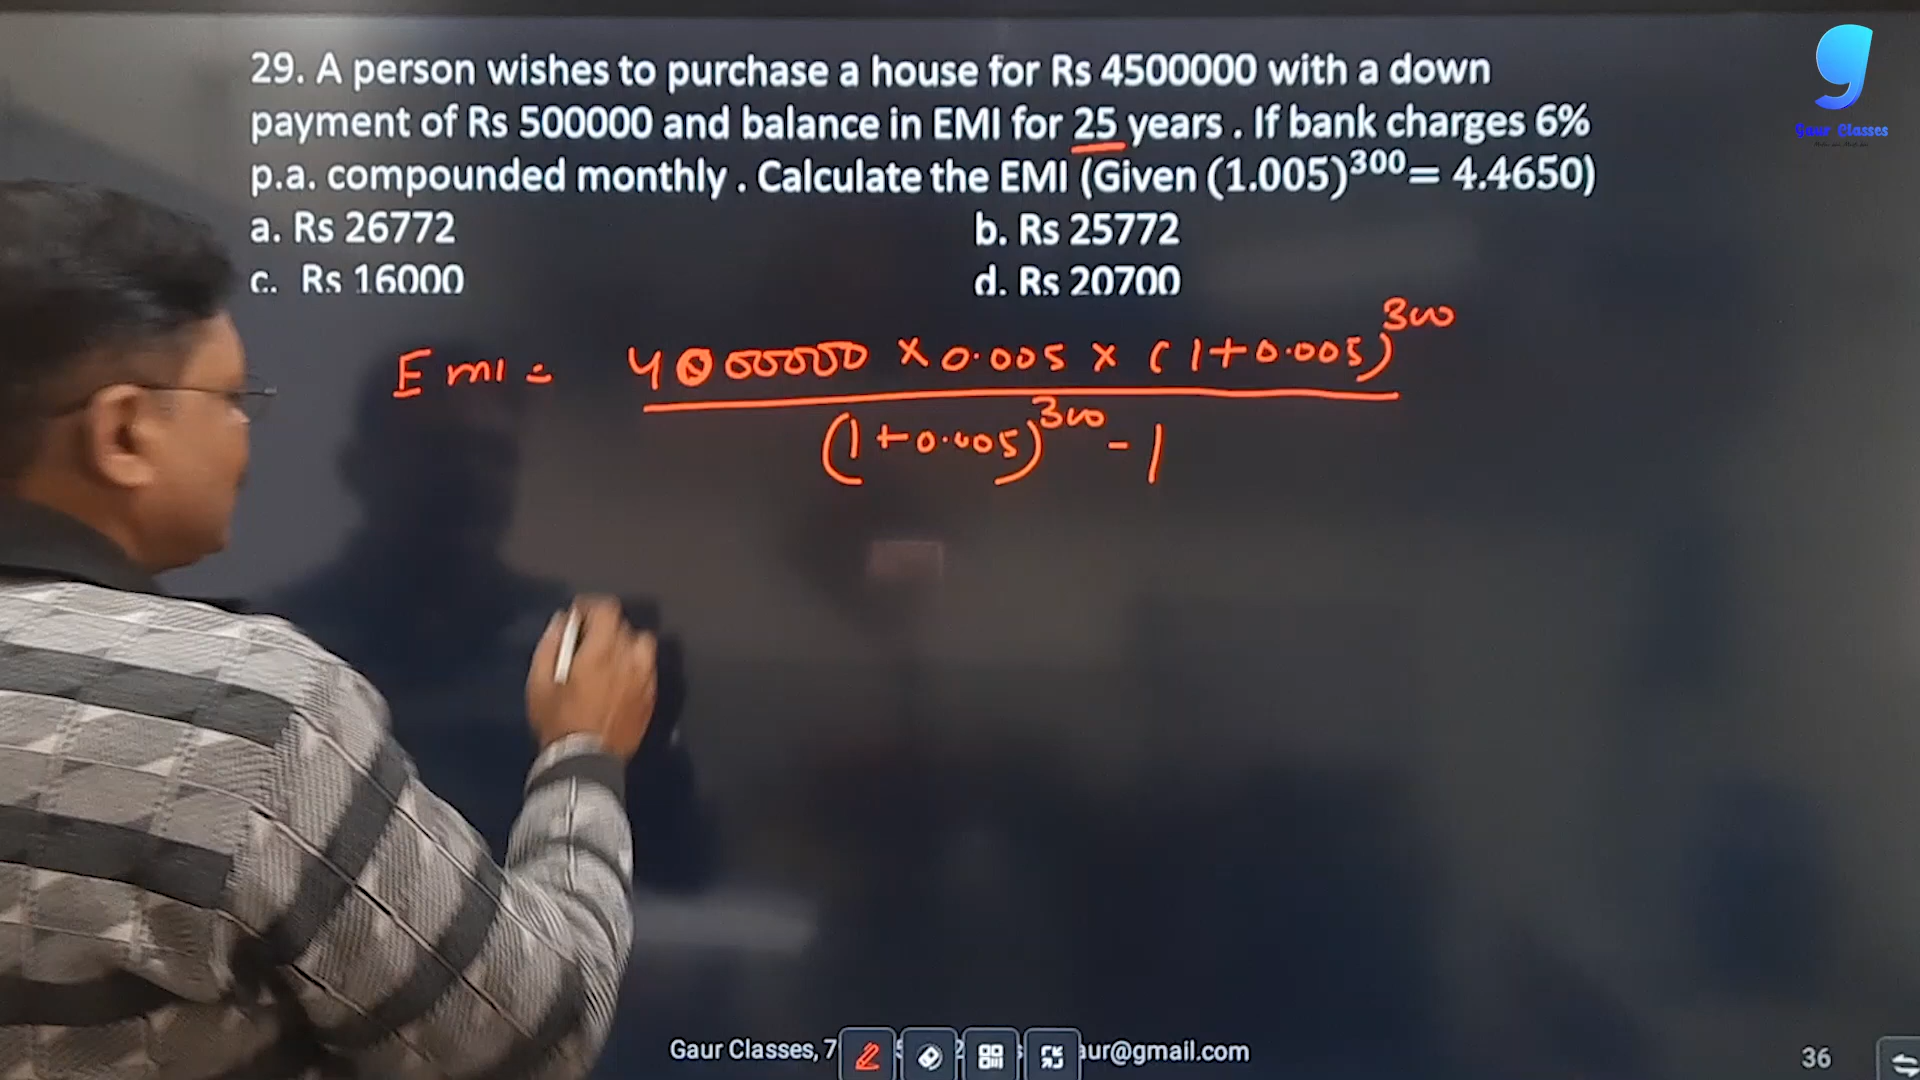 29. A person wishes to purchase a house for Rs 4500000 with a down
payment of Rs 500000 and balance in EMI for 25 years . If bank charges 6%
p.a. compounded monthly . Calculate the EMI (Given (1.005)³⁰⁰= 4.4650)
a. Rs 26772 b. Rs 25772
c. Rs 16000 d. Rs 20700
Emi = 4000000 × 0.005 × (1+0.005)³⁰⁰
(1+0.005)³⁰⁰ - 1
Gaur Classes, 7 aur@gmail.com
36
Gaur Classes